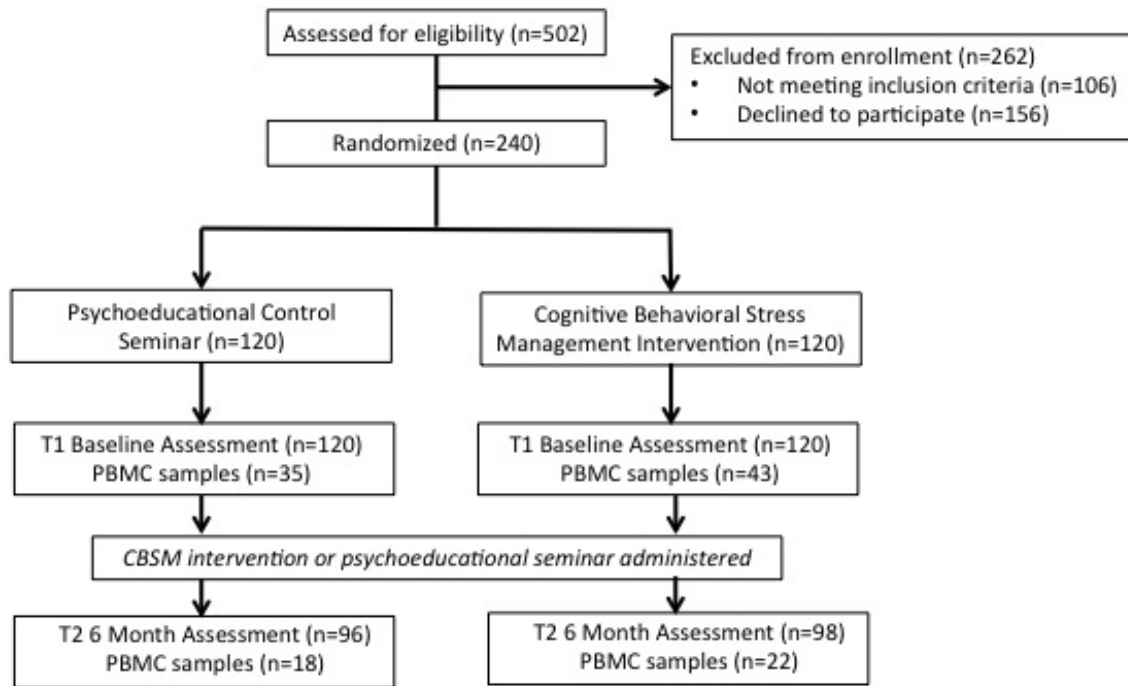 Assessed for eligibility (n=502)
Excluded from enrollment (n=262)
• Not meeting inclusion criteria (n=106)
• Declined to participate (n=156)
Randomized (n=240)
Psychoeducational Control
Seminar (n=120)
Cognitive Behavioral Stress
Management Intervention (n=120)
T1 Baseline Assessment (n=120)
PBMC samples (n=35)
T1 Baseline Assessment (n=120)
PBMC samples (n=43)
CBSM intervention or psychoeducational seminar administered
T2 6 Month Assessment (n=96)
PBMC samples (n=18)
T2 6 Month Assessment (n=98)
PBMC samples (n=22)